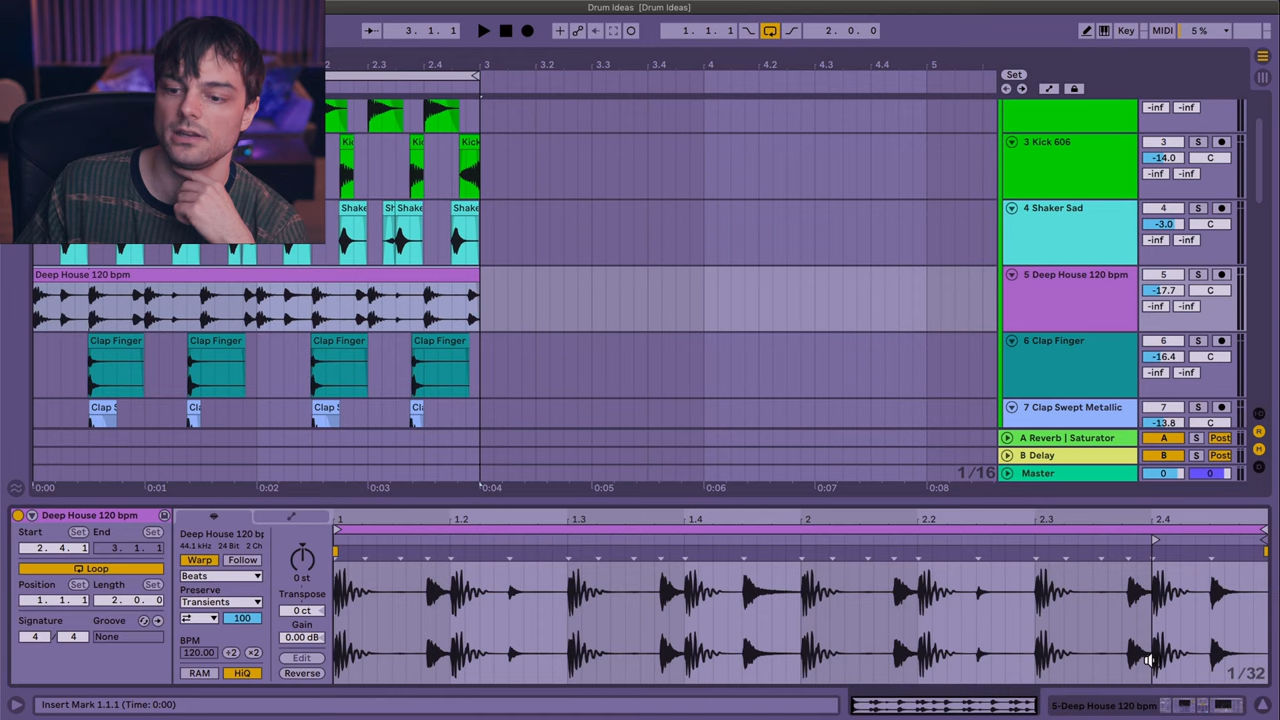 Drum Ideas [Drum Ideas]
3. 1. 1
1. 1. 1
2. 0. 0
Key
MIDI
5 %
2
2.3
2.4
3
3.2
3.3
3.4
4
4.2
4.3
4.4
5
Set
-inf -inf
Kic
Kic
Kick
3 Kick 606
3 S
-14.0 C
-inf -inf
Shake
Sh
Shake
Shake
4 Shaker Sad
4 S
-3.0 C
-inf -inf
Deep House 120 bpm
5 Deep House 120 bpm
5 S
-17.7 C
-inf -inf
Clap Finger
Clap Finger
Clap Finger
Clap Finger
6 Clap Finger
6 S
-16.4 C
-inf -inf
Clap S
Cla
Clap S
Cla
7 Clap Swept Metallic
7 S
-13.8 C
A Reverb | Saturator
A S Post
B Delay
B S Post
1/16
Master
0 S 0
0:00
0:01
0:02
0:03
0:04
0:05
0:06
0:07
0:08
Deep House 120 bpm
Start Set End Set
2. 4. 1
3. 1. 1
Loop
Position Set Length Set
1. 1. 1
2. 0. 0
Signature Groove
4 / 4 None
Deep House 120 bp
44.1 kHz 24 Bit 2 Ch
Warp Follow
Beats
Preserve
Transients
100
BPM
120.00 ÷2 ×2
RAM HiQ
0 st
Transpose
0 ct
Gain
0.00 dB
Edit
Reverse
1
1.2
1.3
1.4
2
2.2
2.3
2.4
1/32
Insert Mark 1.1.1 (Time: 0:00)
5-Deep House 120 bpm